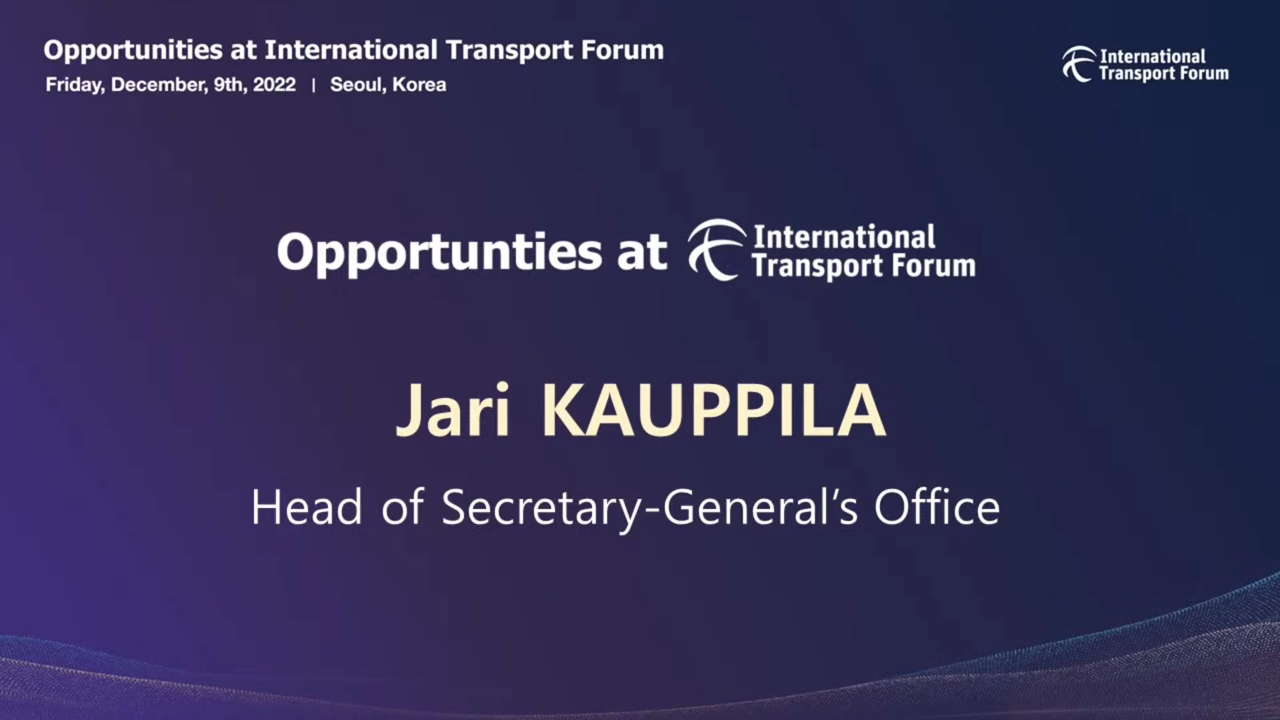 Opportunities at International Transport Forum
Friday, December, 9th, 2022 | Seoul, Korea
International
Transport Forum
Opportunties at International
Transport Forum
Jari KAUPPILA
Head of Secretary-General's Office